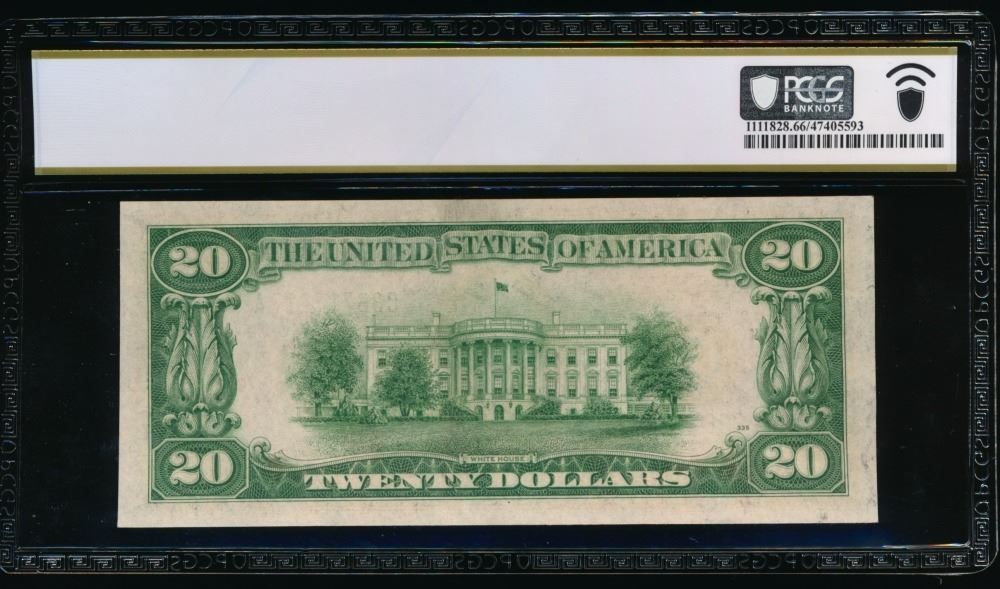 PCGS
BANKNOTE
1111828.66/47405593
20 THE UNITED STATES OF AMERICA 20
335
20 WHITE HOUSE 20
TWENTY DOLLARS